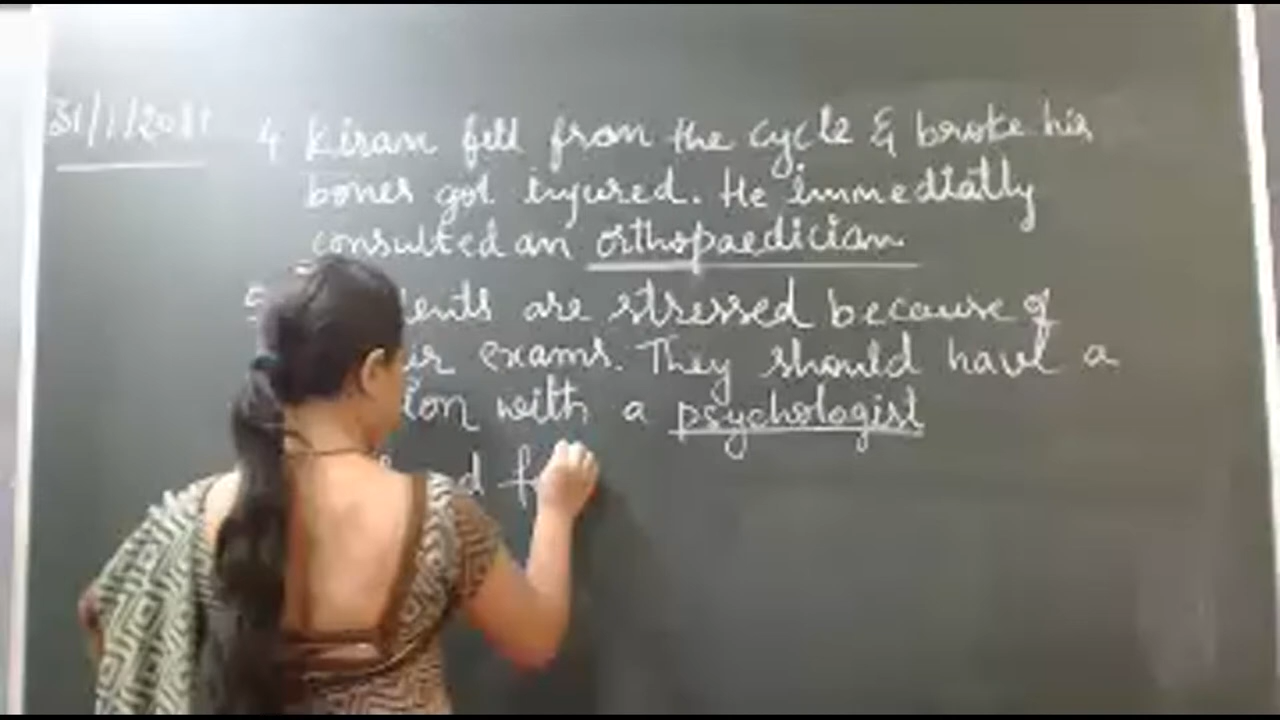 31/1/2021
4 Kiran fell from the cycle & broke his
bones got injured. He immediatly
consulted an orthopaedician
are stressed because of
exams. They should have a
with a psychologist